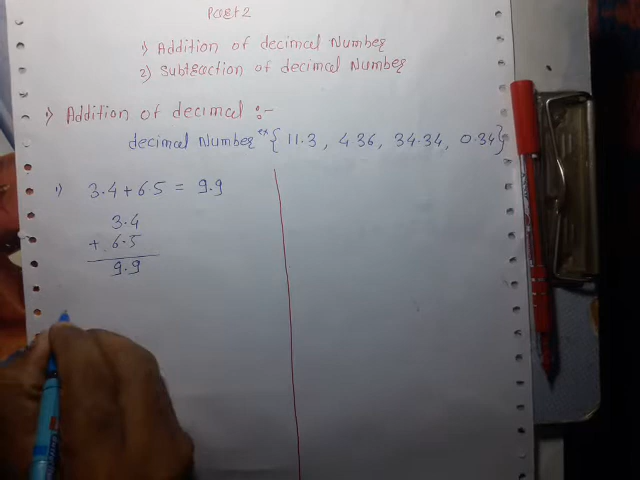 Part 2
1) Addition of decimal Number
2) Subtraction of decimal Number
1) Addition of decimal :-
decimal Number ex { 11.3, 4.36, 34.34, 0.34}
1) 3.4 + 6.5 = 9.9
3.4
+ 6.5
9.9